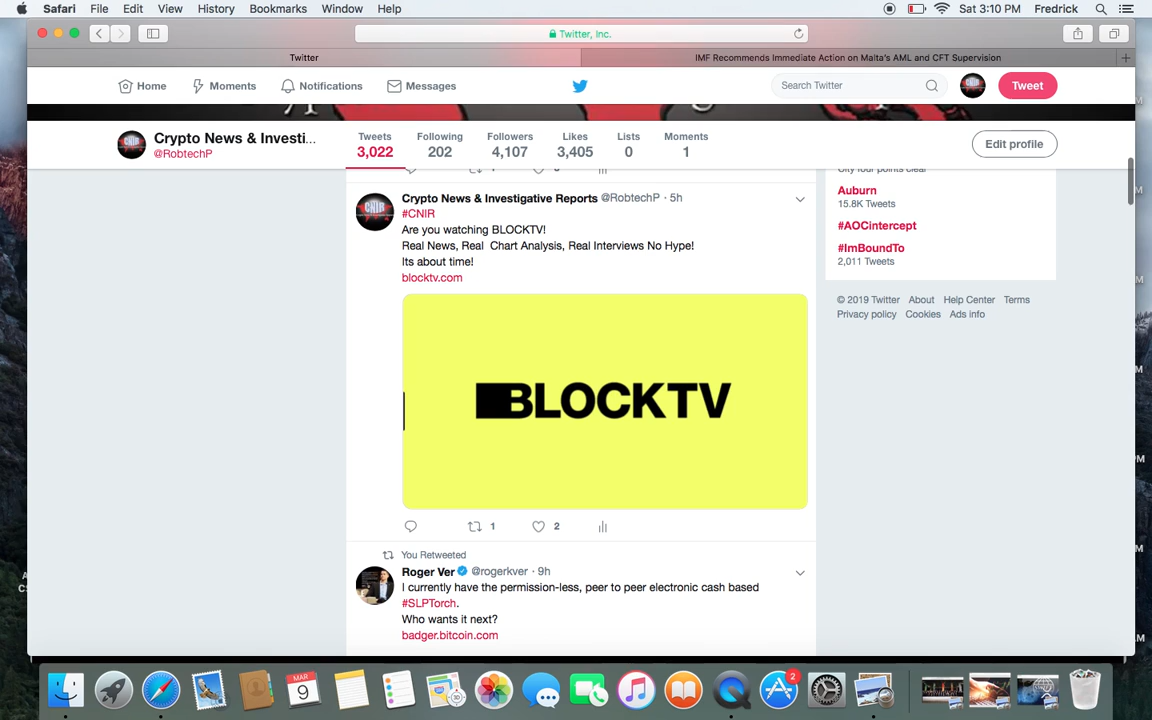 Safari File Edit View History Bookmarks Window Help Sat 3:10 PM Fredrick
Twitter, Inc.
Twitter IMF Recommends Immediate Action on Malta's AML and CFT Supervision
Home Moments Notifications Messages Search Twitter Tweet
Crypto News & Investi...
@RobtechP
Tweets Following Followers Likes Lists Moments
3,022 202 4,107 3,405 0 1
Edit profile
Crypto News & Investigative Reports @RobtechP · 5h
#CNIR
Are you watching BLOCKTV!
Real News, Real Chart Analysis, Real Interviews No Hype!
Its about time!
blocktv.com
BLOCKTV
1 2
You Retweeted
Roger Ver @rogerkver · 9h
I currently have the permission-less, peer to peer electronic cash based
#SLPTorch.
Who wants it next?
badger.bitcoin.com
Auburn
15.8K Tweets
#AOCintercept
#ImBoundTo
2,011 Tweets
© 2019 Twitter About Help Center Terms
Privacy policy Cookies Ads info
MAR
9
2